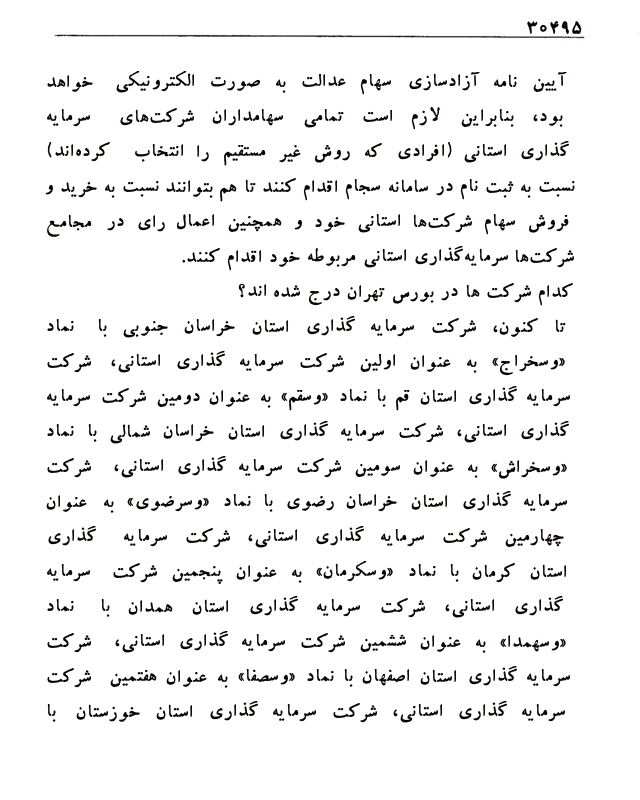 ۳۰۴۹۵
آیین نامه آزادسازی سهام عدالت به صورت الکترونیکی خواهد
بود، بنابراین لازم است تمامی سهامداران شرکت‌های سرمایه
گذاری استانی (افرادی که روش غیر مستقیم را انتخاب کرده‌اند)
نسبت به ثبت نام در سامانه سجام اقدام کنند تا هم بتوانند نسبت به خرید و
فروش سهام شرکت‌ها استانی خود و همچنین اعمال رای در مجامع
شرکت‌ها سرمایه‌گذاری استانی مربوطه خود اقدام کنند.
کدام شرکت ها در بورس تهران درج شده اند؟
تا کنون، شرکت سرمایه گذاری استان خراسان جنوبی با نماد
«وسخراج» به عنوان اولین شرکت سرمایه گذاری استانی، شرکت
سرمایه گذاری استان قم با نماد «وسقم» به عنوان دومین شرکت سرمایه
گذاری استانی، شرکت سرمایه گذاری استان خراسان شمالی با نماد
«وسخراش» به عنوان سومین شرکت سرمایه گذاری استانی، شرکت
سرمایه گذاری استان خراسان رضوی با نماد «وسرضوی» به عنوان
چهارمین شرکت سرمایه گذاری استانی، شرکت سرمایه گذاری
استان کرمان با نماد «وسکرمان» به عنوان پنجمین شرکت سرمایه
گذاری استانی، شرکت سرمایه گذاری استان همدان با نماد
«وسهمدا» به عنوان ششمین شرکت سرمایه گذاری استانی، شرکت
سرمایه گذاری استان اصفهان با نماد «وسصفا» به عنوان هفتمین شرکت
سرمایه گذاری استانی، شرکت سرمایه گذاری استان خوزستان با